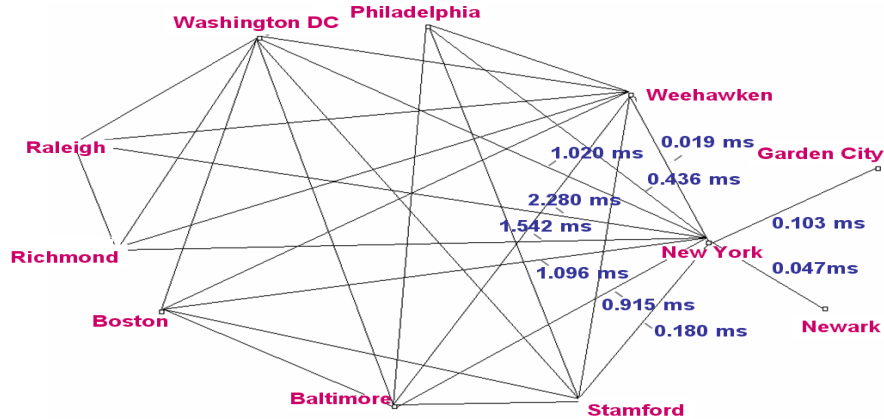 Philadelphia
Washington DC
Weehawken
0.019 ms
Raleigh
1.020 ms
Garden City
0.436 ms
2.280 ms
0.103 ms
1.542 ms
Richmond
New York
1.096 ms
0.047ms
0.915 ms
Boston
0.180 ms
Newark
Baltimore
Stamford